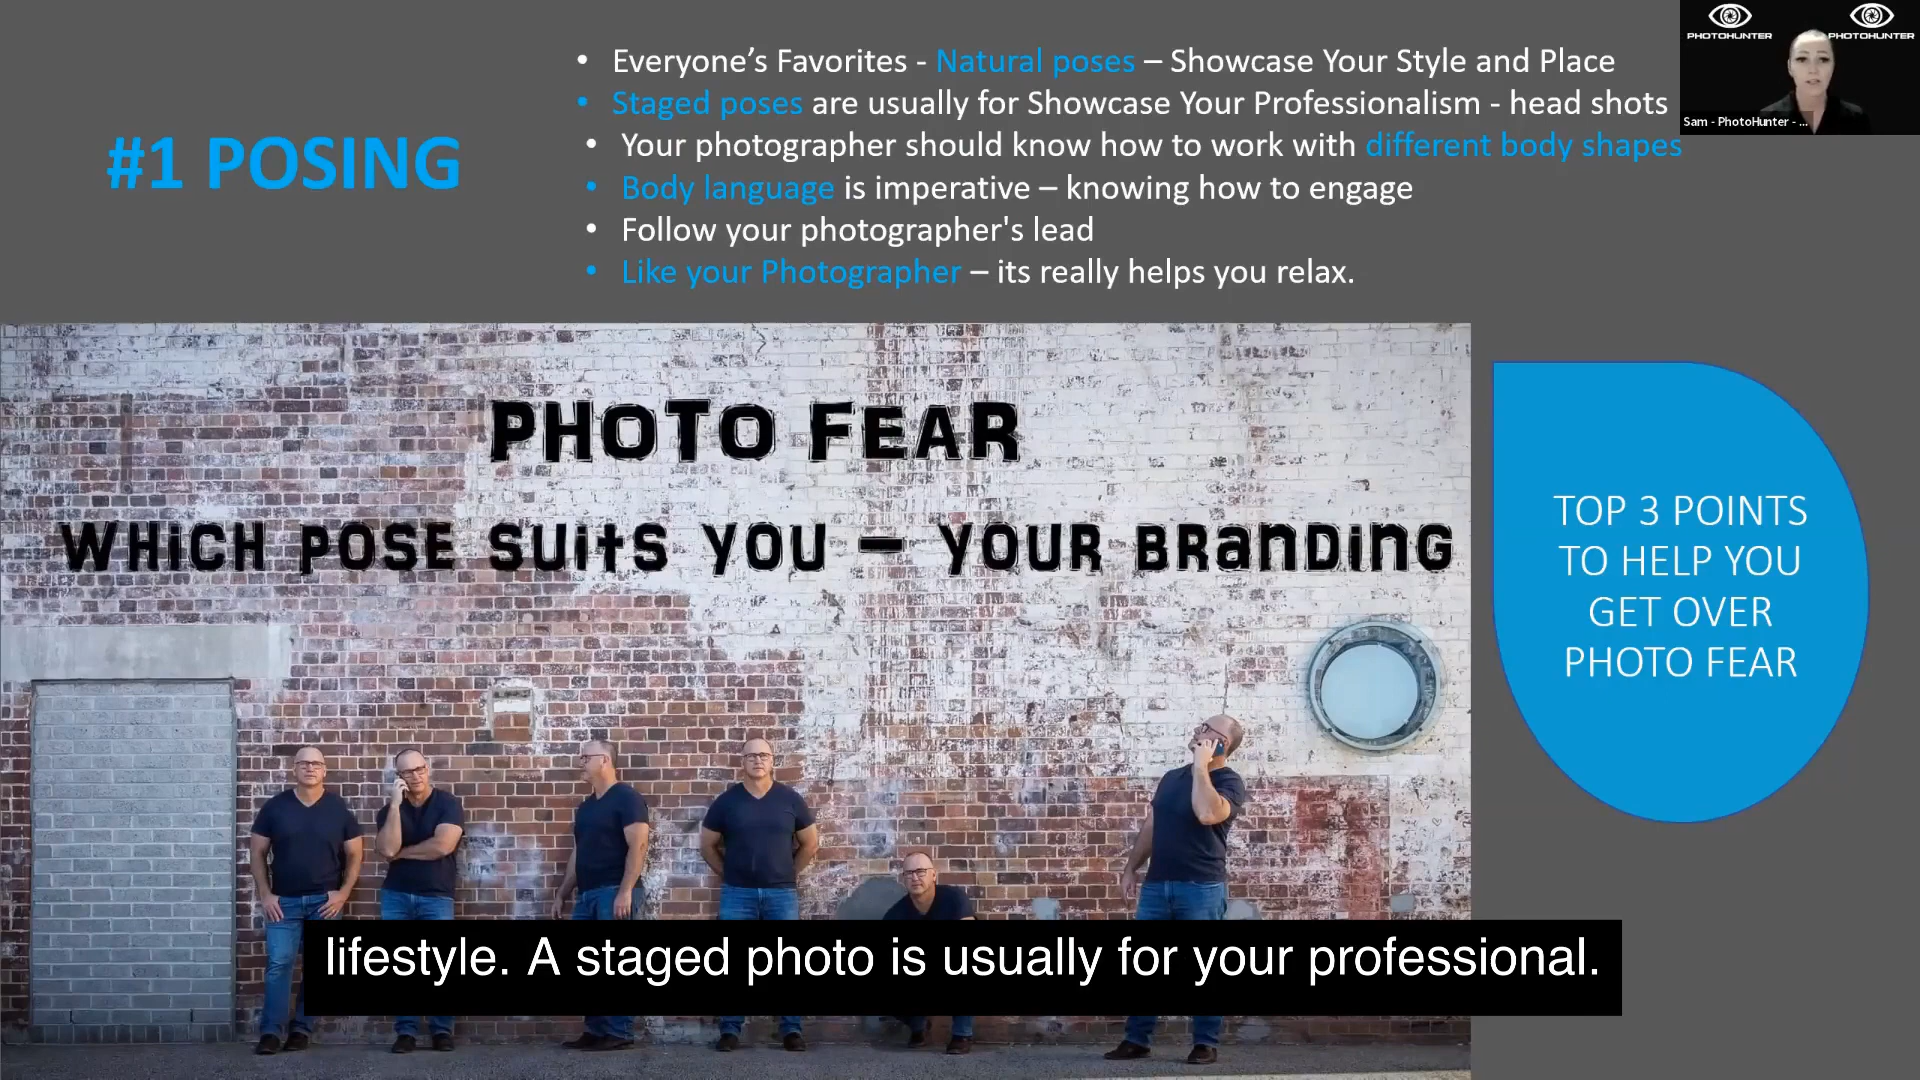 #1 POSING
• Everyone’s Favorites - Natural poses – Showcase Your Style and Place
• Staged poses are usually for Showcase Your Professionalism - head shots
• Your photographer should know how to work with different body shapes
• Body language is imperative – knowing how to engage
• Follow your photographer's lead
• Like your Photographer – its really helps you relax.
PHOTOHUNTER
PHOTOHUNTER
Sam - PhotoHunter - ...
PHOTO FEAR
WHiCH POSE SUitS YOU – YOUR BRaNDiNG
TOP 3 POINTS
TO HELP YOU
GET OVER
PHOTO FEAR
lifestyle. A staged photo is usually for your professional.